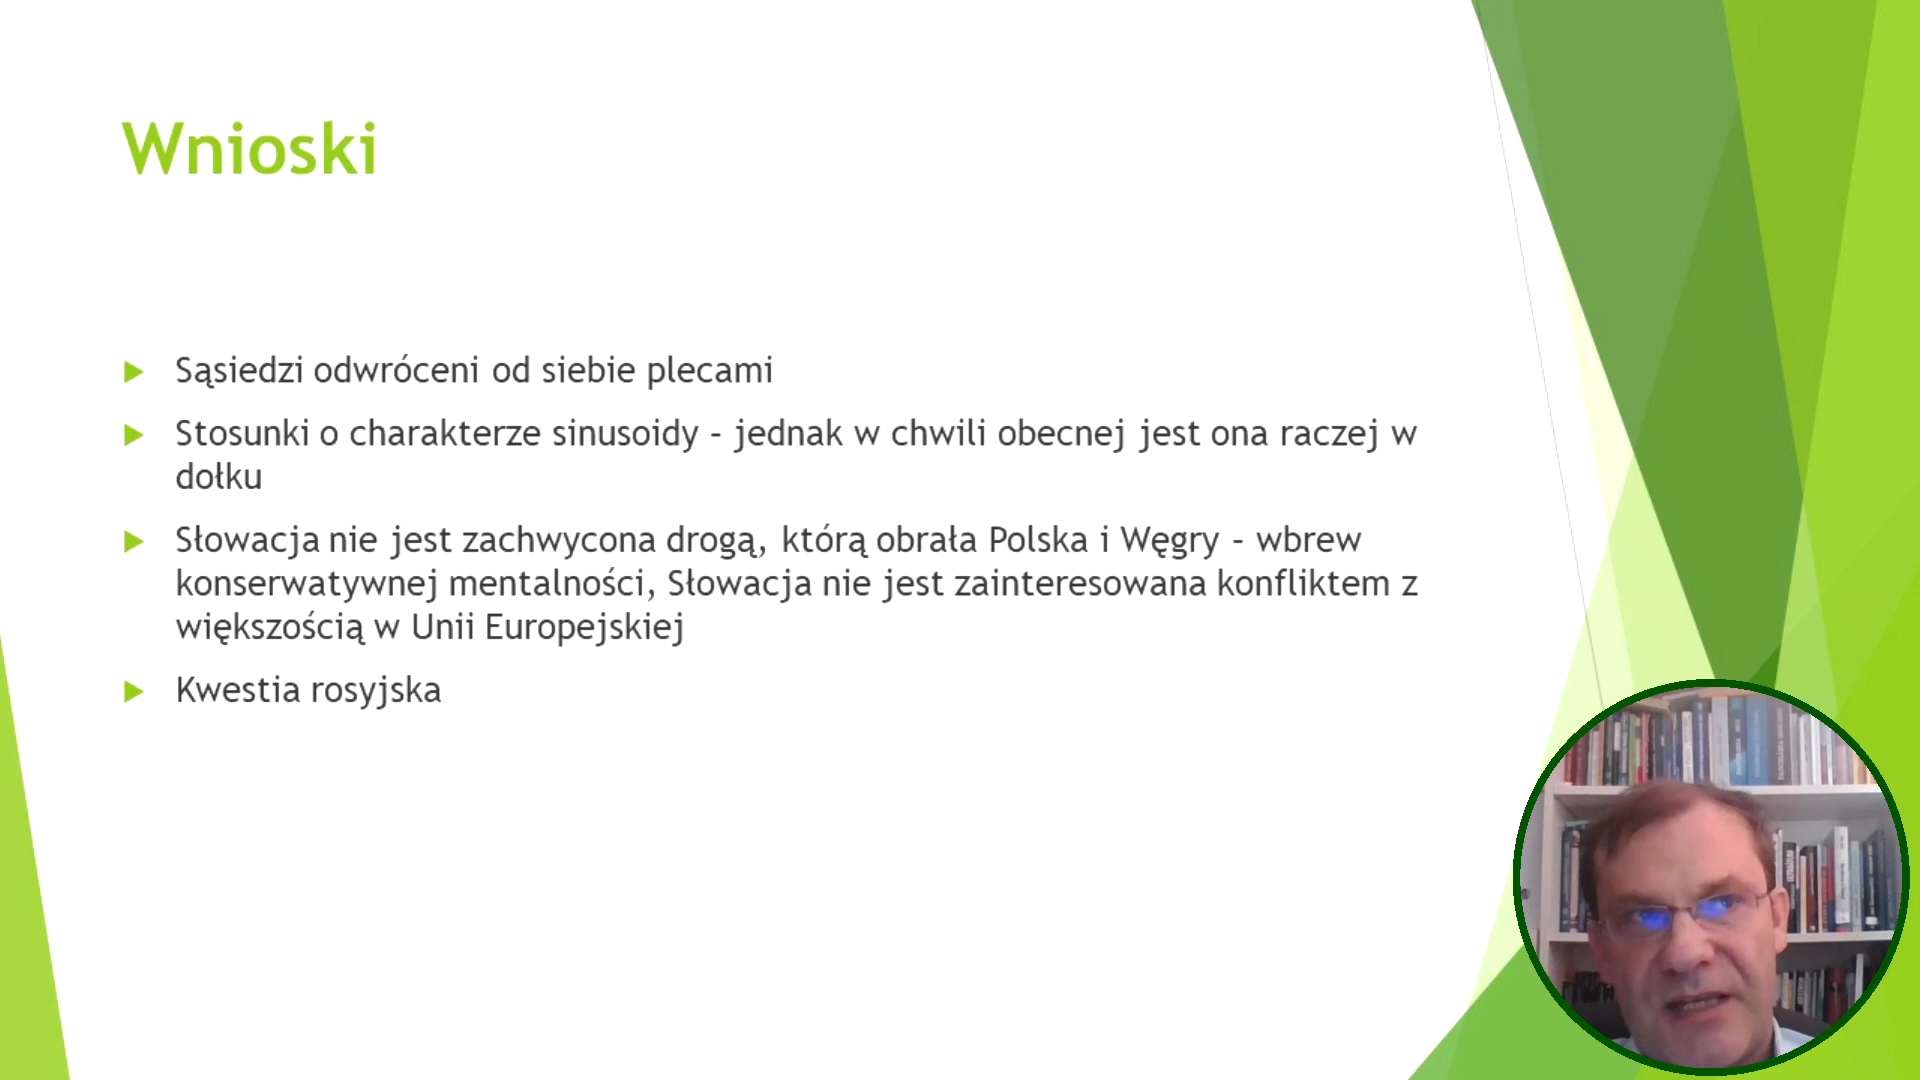 Wnioski
Sąsiedzi odwróceni od siebie plecami
Stosunki o charakterze sinusoidy – jednak w chwili obecnej jest ona raczej w
dołku
Słowacja nie jest zachwycona drogą, którą obrała Polska i Węgry – wbrew
konserwatywnej mentalności, Słowacja nie jest zainteresowana konfliktem z
większością w Unii Europejskiej
Kwestia rosyjska